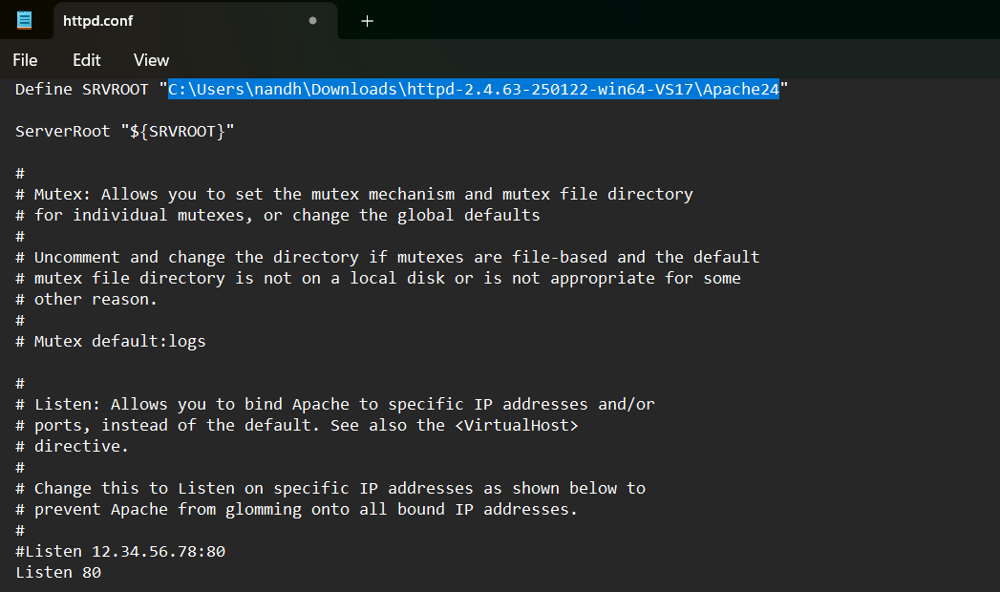 httpd.conf
File Edit View
Define SRVROOT "C:\Users\nandh\Downloads\httpd-2.4.63-250122-win64-VS17\Apache24"
ServerRoot "${SRVROOT}"
#
# Mutex: Allows you to set the mutex mechanism and mutex file directory
# for individual mutexes, or change the global defaults
#
# Uncomment and change the directory if mutexes are file-based and the default
# mutex file directory is not on a local disk or is not appropriate for some
# other reason.
#
# Mutex default:logs
#
# Listen: Allows you to bind Apache to specific IP addresses and/or
# ports, instead of the default. See also the <VirtualHost>
# directive.
#
# Change this to Listen on specific IP addresses as shown below to
# prevent Apache from glomming onto all bound IP addresses.
#
#Listen 12.34.56.78:80
Listen 80